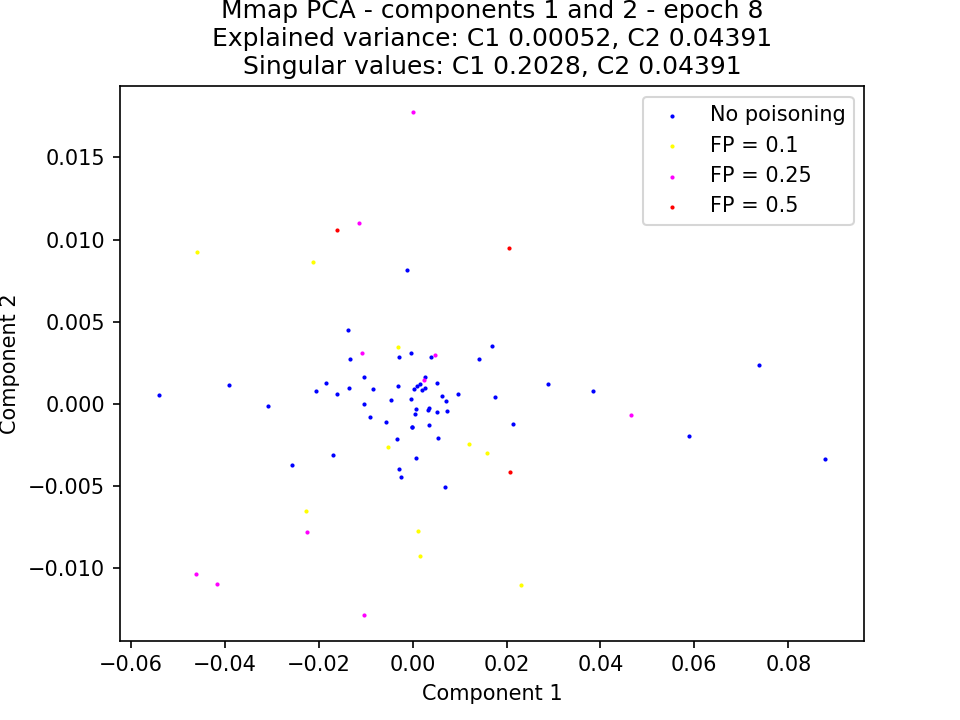 Mmap PCA - components 1 and 2 - epoch 8
Explained variance: C1 0.00052, C2 0.04391
Singular values: C1 0.2028, C2 0.04391
No poisoning
FP = 0.1
FP = 0.25
FP = 0.5
0.015
0.010
0.005
0.000
−0.005
−0.010
Component 2
−0.06 −0.04 −0.02 0.00 0.02 0.04 0.06 0.08
Component 1